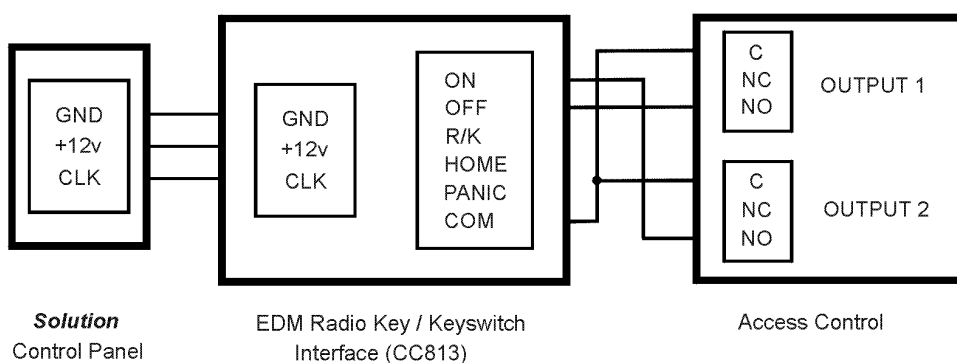 GND
+12v
CLK
GND
+12v
CLK
ON
OFF
R/K
HOME
PANIC
COM
C
NC
NO
OUTPUT 1
C
NC
NO
OUTPUT 2
Solution
Control Panel
EDM Radio Key / Keyswitch
Interface (CC813)
Access Control